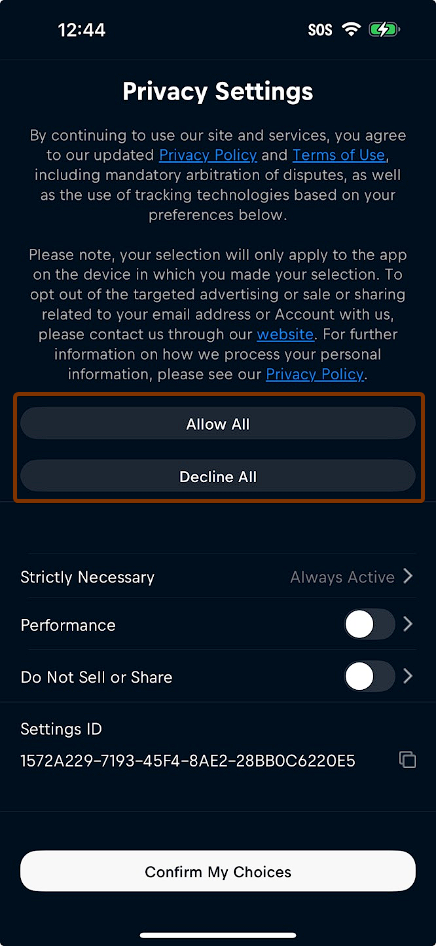 12:44
SOS
Privacy Settings
By continuing to use our site and services, you agree
to our updated Privacy Policy and Terms of Use,
including mandatory arbitration of disputes, as well
as the use of tracking technologies based on your
preferences below.
Please note, your selection will only apply to the app
on the device in which you made your selection. To
opt out of the targeted advertising or sale or sharing
related to your email address or Account with us,
please contact us through our website. For further
information on how we process your personal
information, please see our Privacy Policy.
Allow All
Decline All
Strictly Necessary Always Active
Performance
Do Not Sell or Share
Settings ID
1572A229-7193-45F4-8AE2-28BB0C6220E5
Confirm My Choices